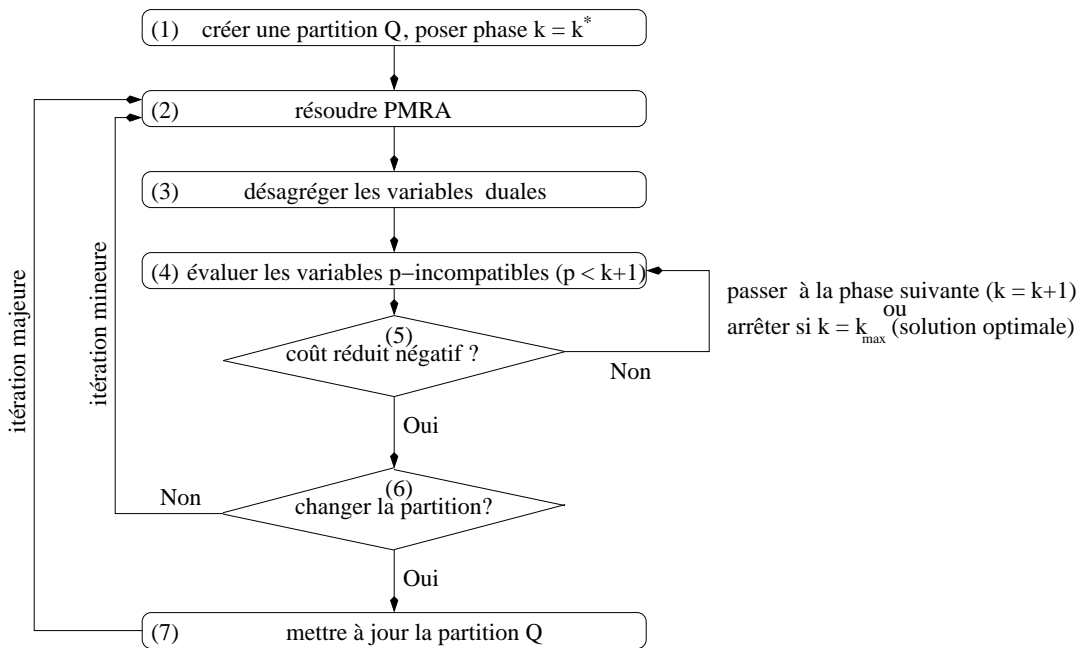 (1) créer une partition Q, poser phase k = k*
(2) résoudre PMRA
(3) désagréger les variables duales
(4) évaluer les variables p−incompatibles (p < k+1)
passer à la phase suivante (k = k+1)
ou
arrêter si k = k_max (solution optimale)
(5)
coût réduit négatif ?
Non
Oui
(6)
changer la partition?
Non
Oui
(7) mettre à jour la partition Q
itération majeure
itération mineure